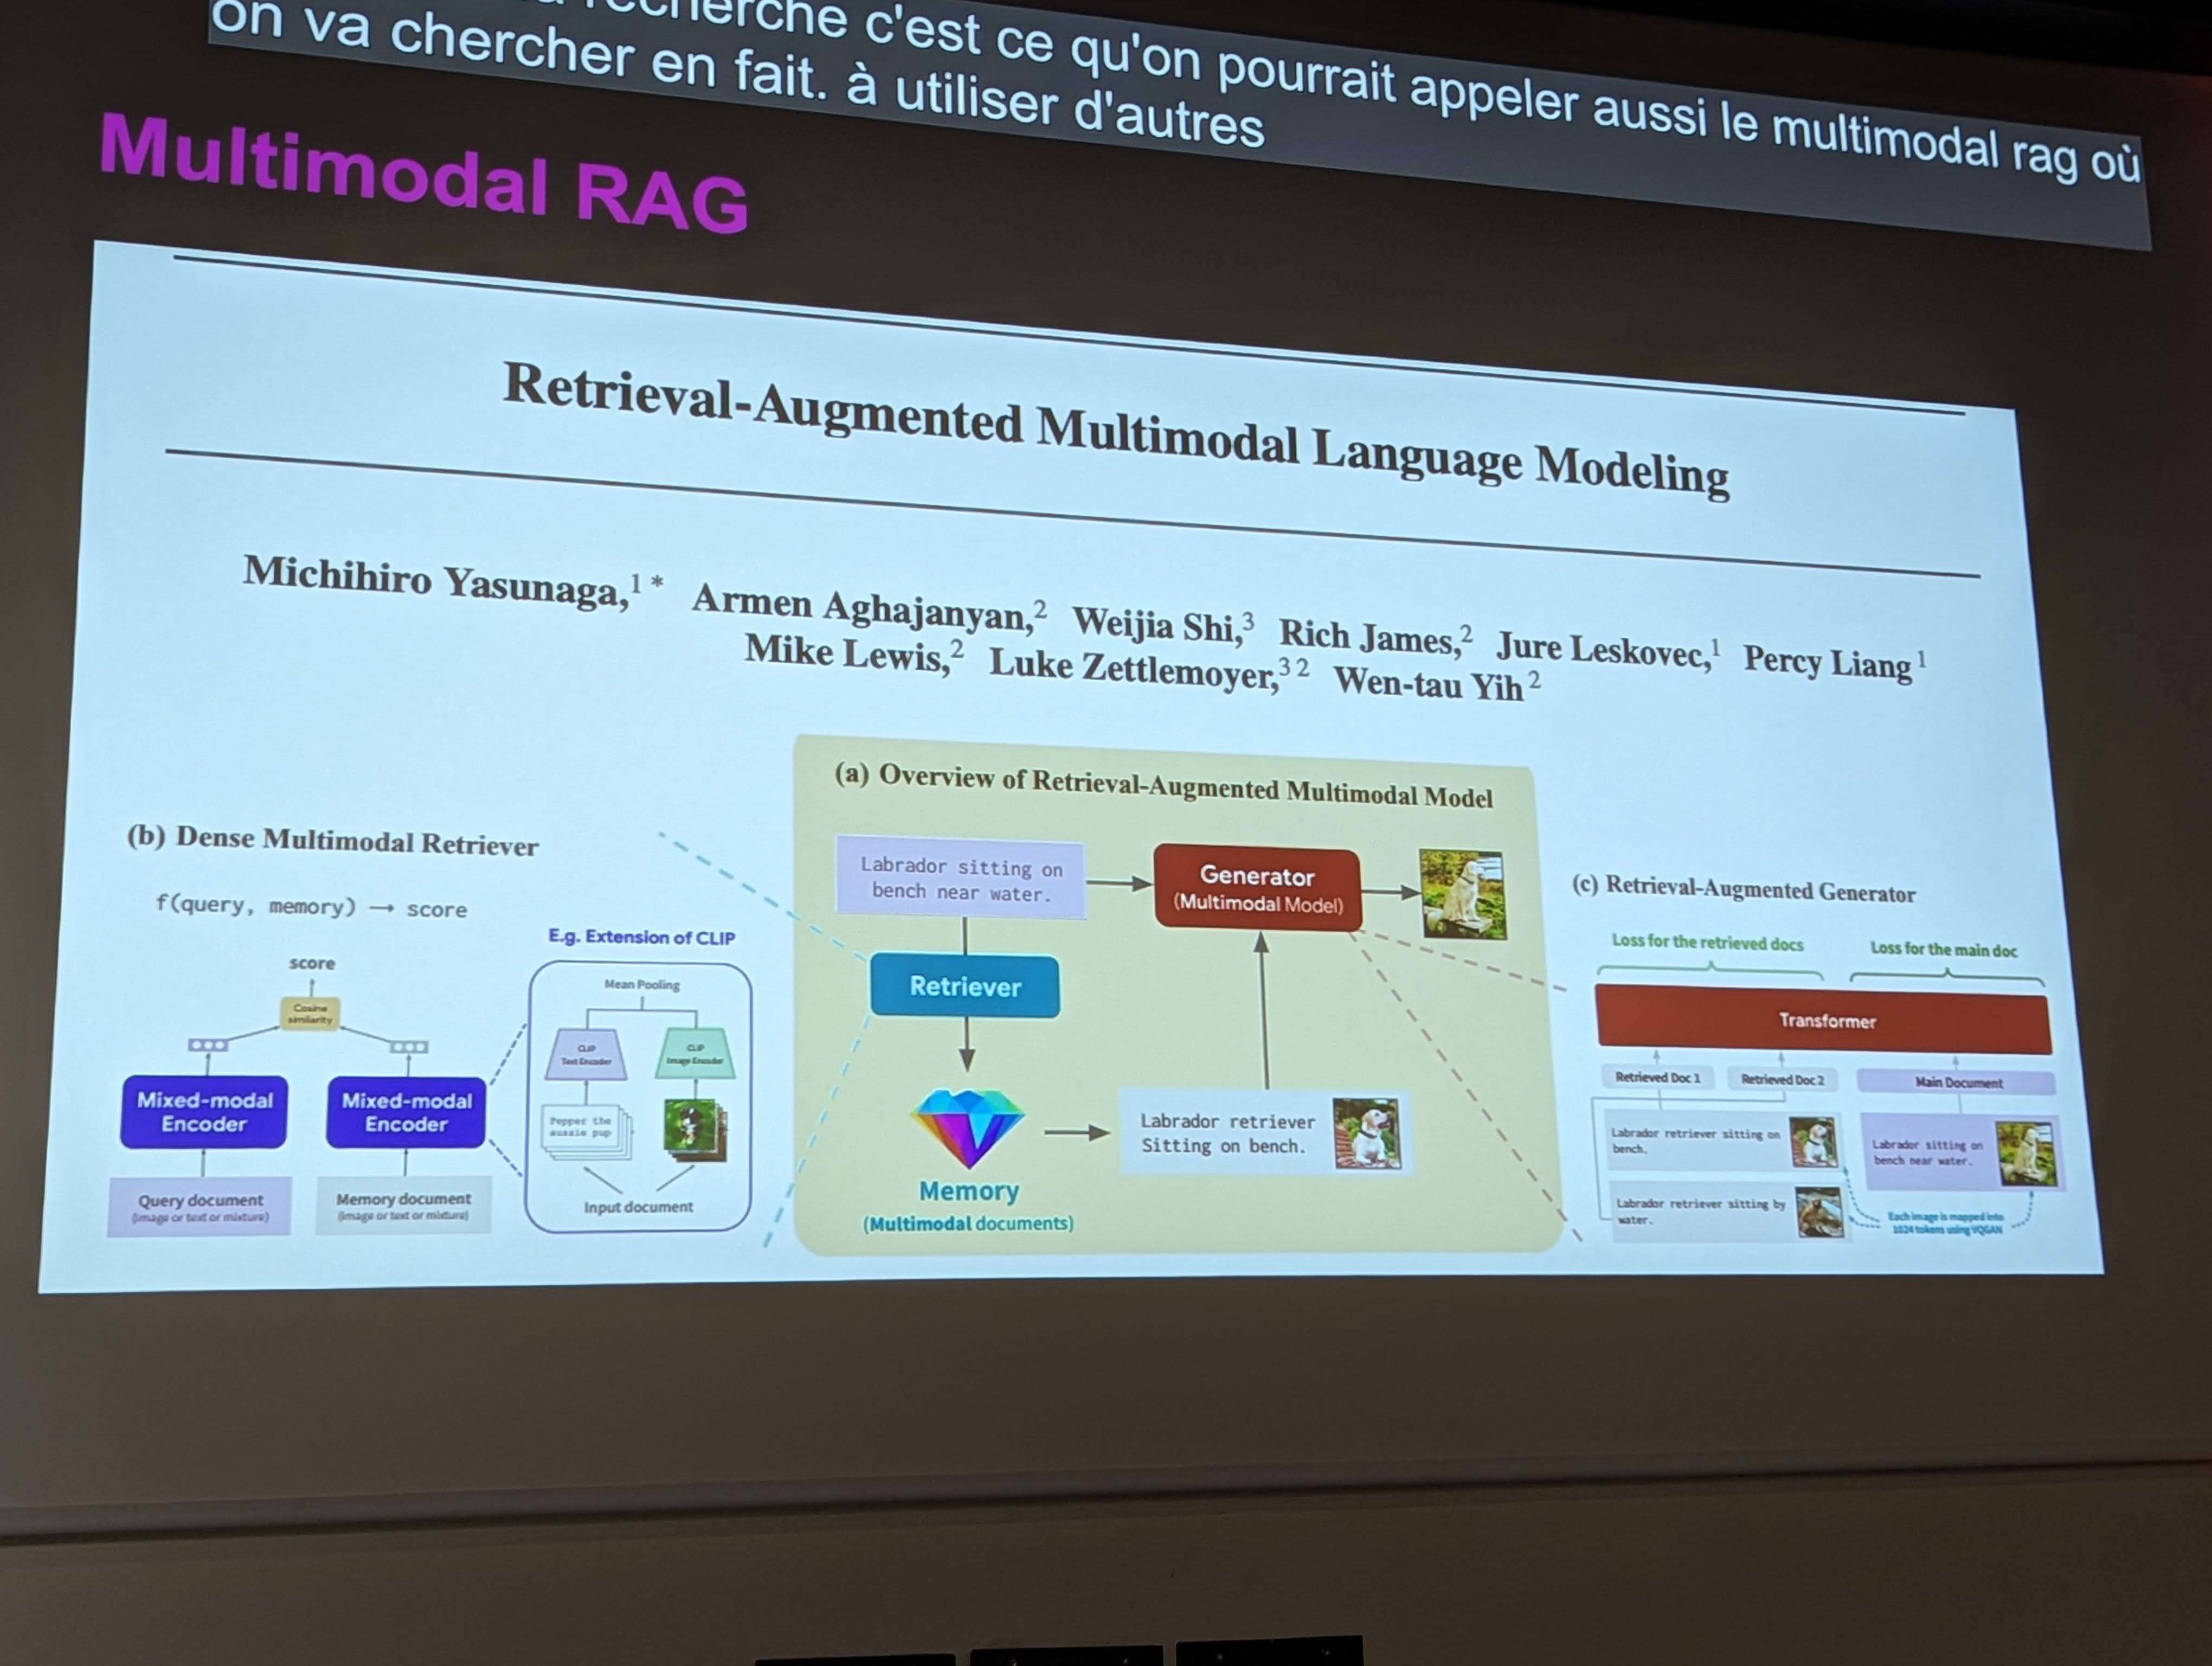 recherche c'est ce qu'on pourrait appeler aussi le multimodal rag où
on va chercher en fait. à utiliser d'autres
Multimodal RAG
Retrieval-Augmented Multimodal Language Modeling
Michihiro Yasunaga,1 * Armen Aghajanyan,2 Weijia Shi,3 Rich James,2 Jure Leskovec,1 Percy Liang 1
Mike Lewis,2 Luke Zettlemoyer,3 2 Wen-tau Yih 2
(b) Dense Multimodal Retriever
f(query, memory) → score
score
Cosine
similarity
Mixed-modal
Encoder
Mixed-modal
Encoder
Query document
(image or text or mixture)
Memory document
(image or text or mixture)
E.g. Extension of CLIP
Mean Pooling
CLIP
Text Encoder
CLIP
Image Encoder
Pepper the
aussie pup
Input document
(a) Overview of Retrieval-Augmented Multimodal Model
Labrador sitting on
bench near water.
Generator
(Multimodal Model)
Retriever
Memory
(Multimodal documents)
Labrador retriever
Sitting on bench.
(c) Retrieval-Augmented Generator
Loss for the retrieved docs
Loss for the main doc
Transformer
Retrieved Doc 1
Retrieved Doc 2
Main Document
Labrador retriever sitting on
bench.
Labrador retriever sitting by
water.
Labrador sitting on
bench near water.
Each image is mapped into
1024 tokens using VQGAN